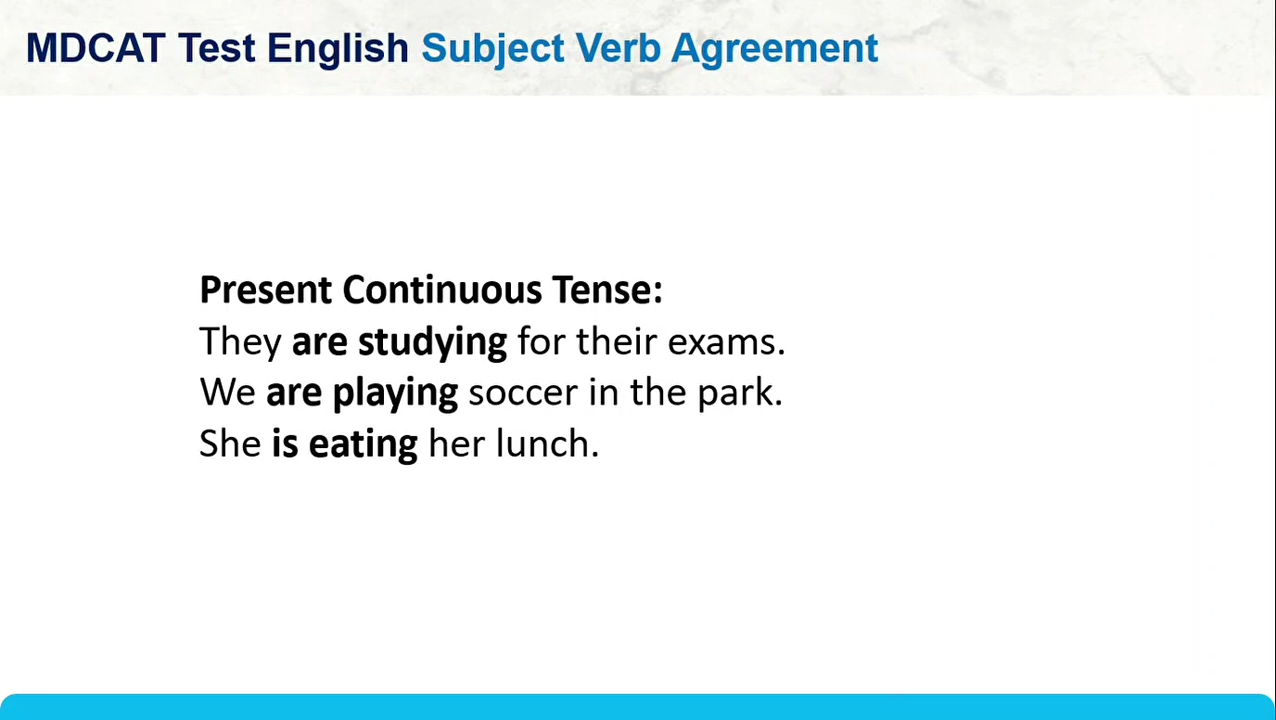 MDCAT Test English Subject Verb Agreement
Present Continuous Tense:
They are studying for their exams.
We are playing soccer in the park.
She is eating her lunch.